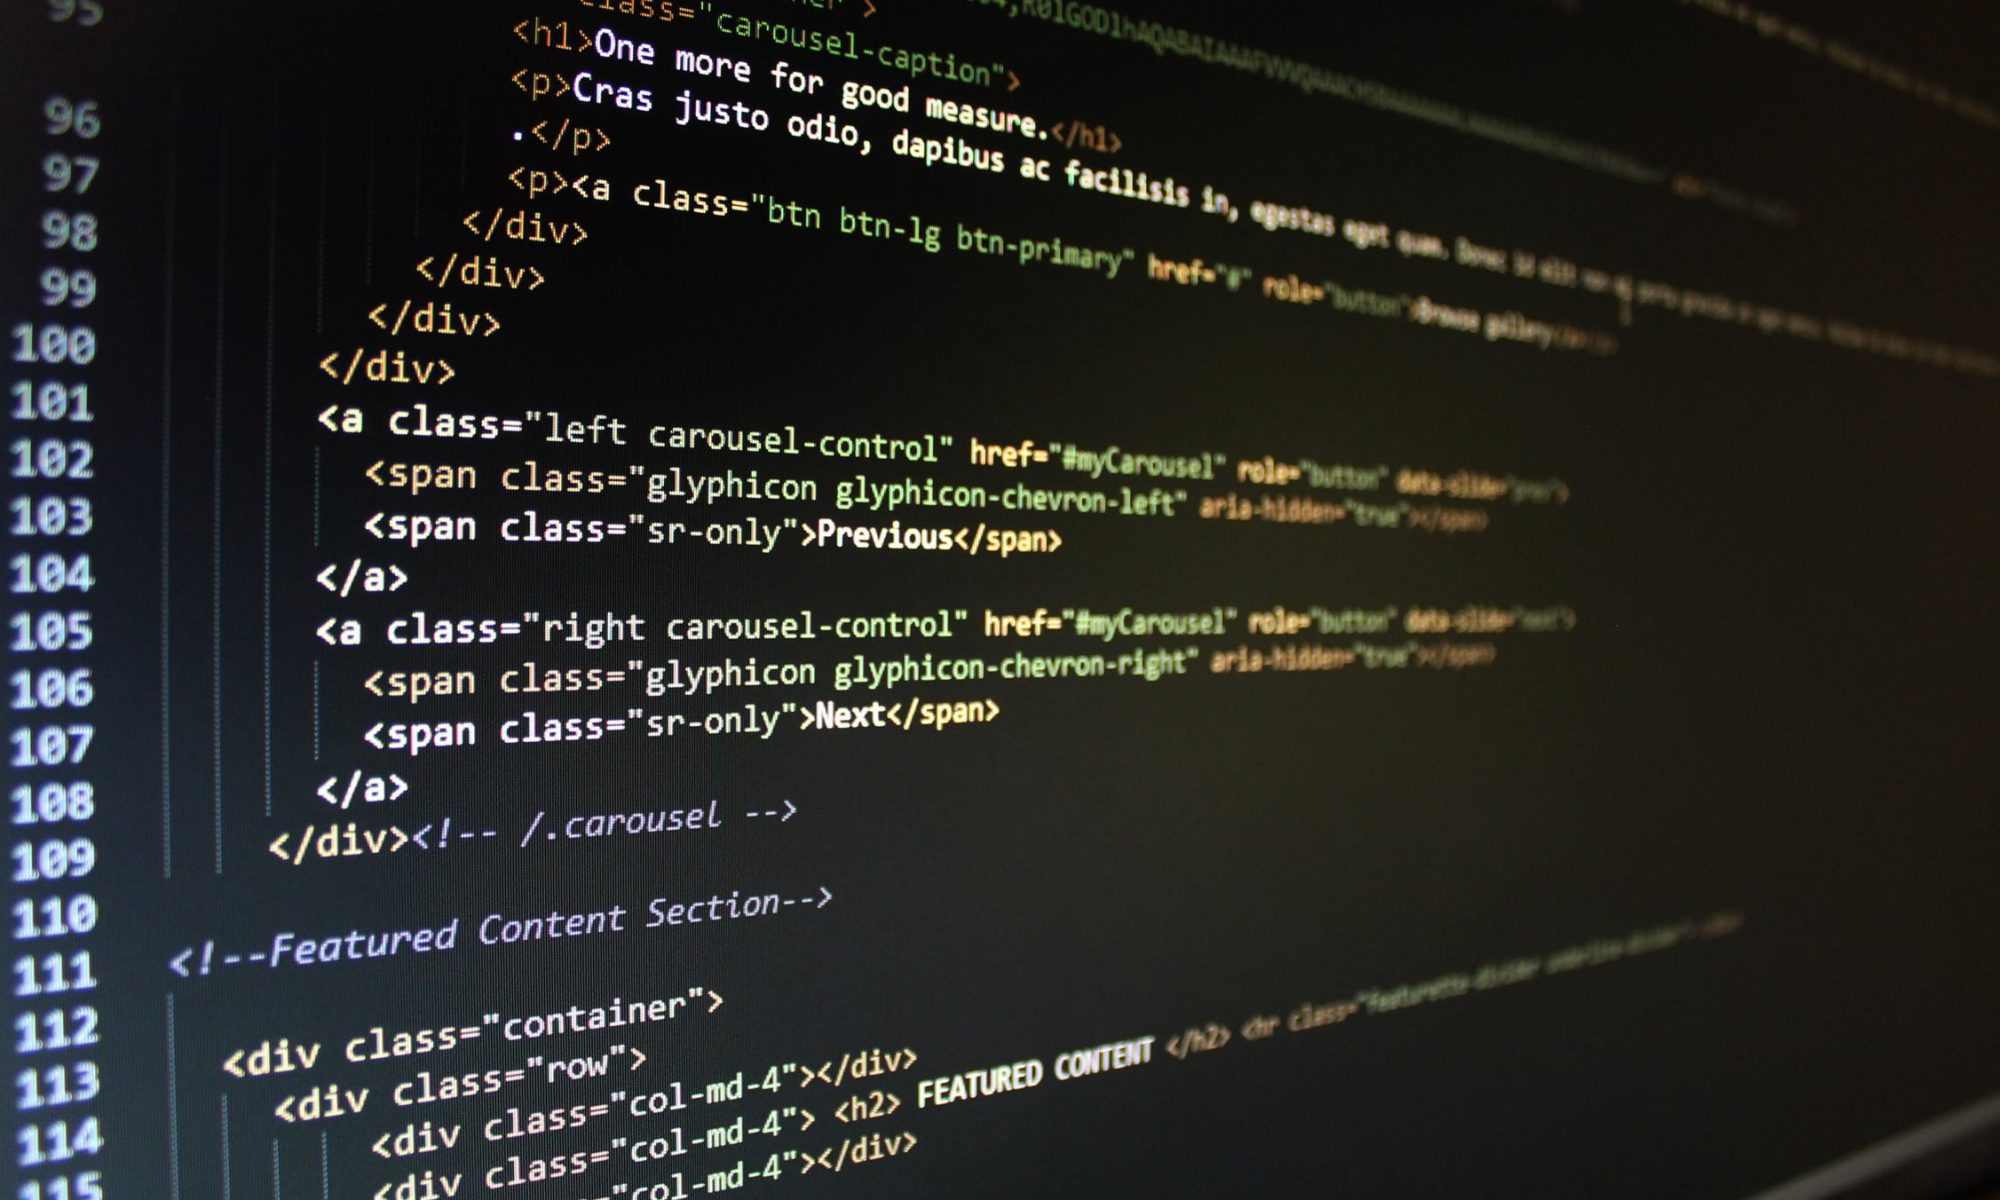 95
class="carousel-caption">
96 <h1>One more for good measure.</h1>
97 <p>Cras justo odio, dapibus ac facilisis in, egestas eget quam. Donec id elit non
.</p>
98 <p><a class="btn btn-lg btn-primary" href="#" role="button">Browse gallery
99 </div>
</div>
100 </div>
101 </div>
102 <a class="left carousel-control" href="#myCarousel" role="button" data-slide="prev">
103 <span class="glyphicon glyphicon-chevron-left" aria-hidden="true"></span>
<span class="sr-only">Previous</span>
104 </a>
105 <a class="right carousel-control" href="#myCarousel" role="button" data-slide="next">
106 <span class="glyphicon glyphicon-chevron-right" aria-hidden="true"></span>
107 <span class="sr-only">Next</span>
108 </a>
109 </div><!-- /.carousel -->
110
111 <!--Featured Content Section-->
112
113 <div class="container">
114 <div class="row">
115 <div class="col-md-4"></div>
<div class="col-md-4"> <h2> FEATURED CONTENT </h2> <hr class="featurette-divider
"col-md-4"></div>